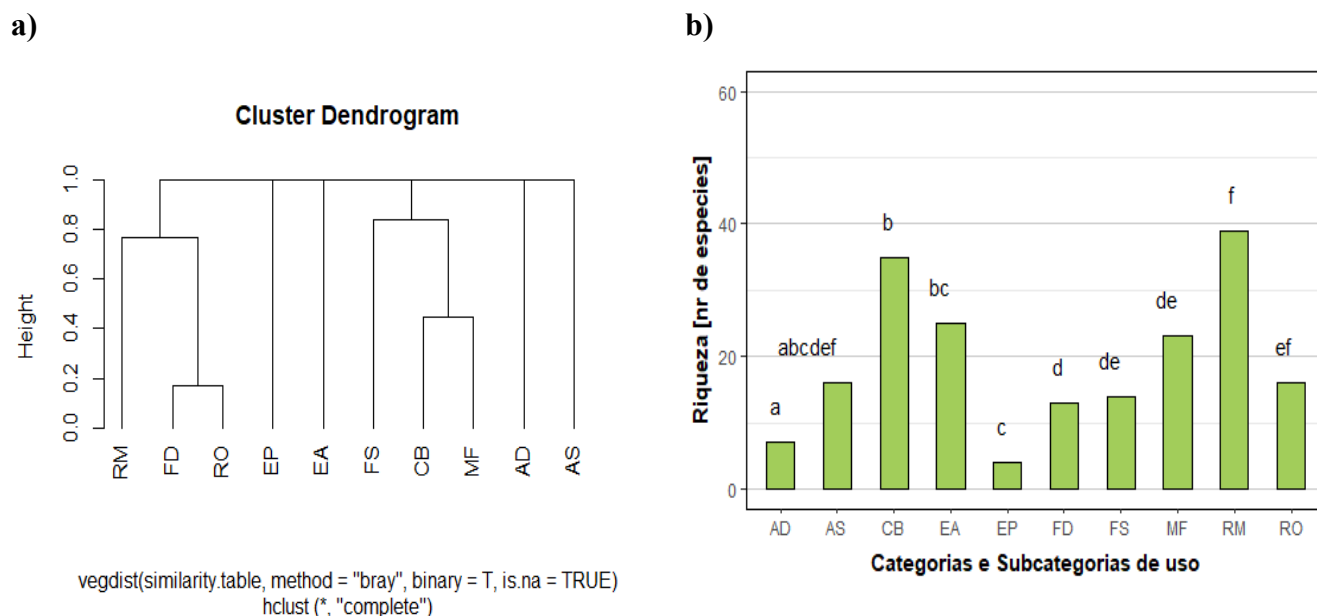 a)
Cluster Dendrogram
Height
0.0 0.2 0.4 0.6 0.8 1.0
RM FD RO EP EA FS CB MF AD AS
vegdist(similarity.table, method = "bray", binary = T, is.na = TRUE)
hclust (*, "complete")
b)
Riqueza [nr de especies]
60
40
20
0
a abcdef b bc c d de de f ef
AD AS CB EA EP FD FS MF RM RO
Categorias e Subcategorias de uso